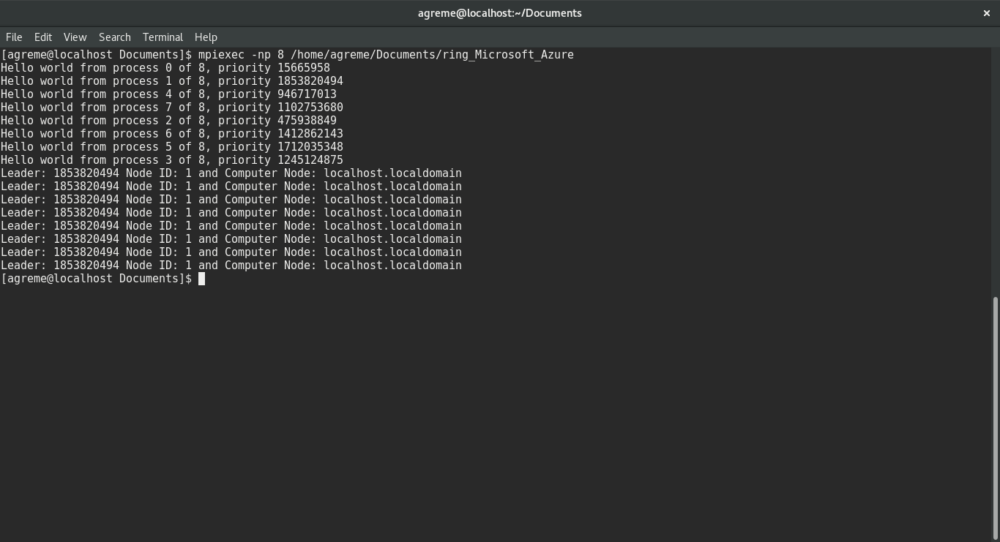 agreme@localhost:~/Documents
×
File Edit View Search Terminal Help
[agreme@localhost Documents]$ mpiexec -np 8 /home/agreme/Documents/ring_Microsoft_Azure
Hello world from process 0 of 8, priority 15665958
Hello world from process 1 of 8, priority 1853820494
Hello world from process 4 of 8, priority 946717013
Hello world from process 7 of 8, priority 1102753680
Hello world from process 2 of 8, priority 475938849
Hello world from process 6 of 8, priority 1412862143
Hello world from process 5 of 8, priority 1712035348
Hello world from process 3 of 8, priority 1245124875
Leader: 1853820494 Node ID: 1 and Computer Node: localhost.localdomain
Leader: 1853820494 Node ID: 1 and Computer Node: localhost.localdomain
Leader: 1853820494 Node ID: 1 and Computer Node: localhost.localdomain
Leader: 1853820494 Node ID: 1 and Computer Node: localhost.localdomain
Leader: 1853820494 Node ID: 1 and Computer Node: localhost.localdomain
Leader: 1853820494 Node ID: 1 and Computer Node: localhost.localdomain
Leader: 1853820494 Node ID: 1 and Computer Node: localhost.localdomain
Leader: 1853820494 Node ID: 1 and Computer Node: localhost.localdomain
[agreme@localhost Documents]$